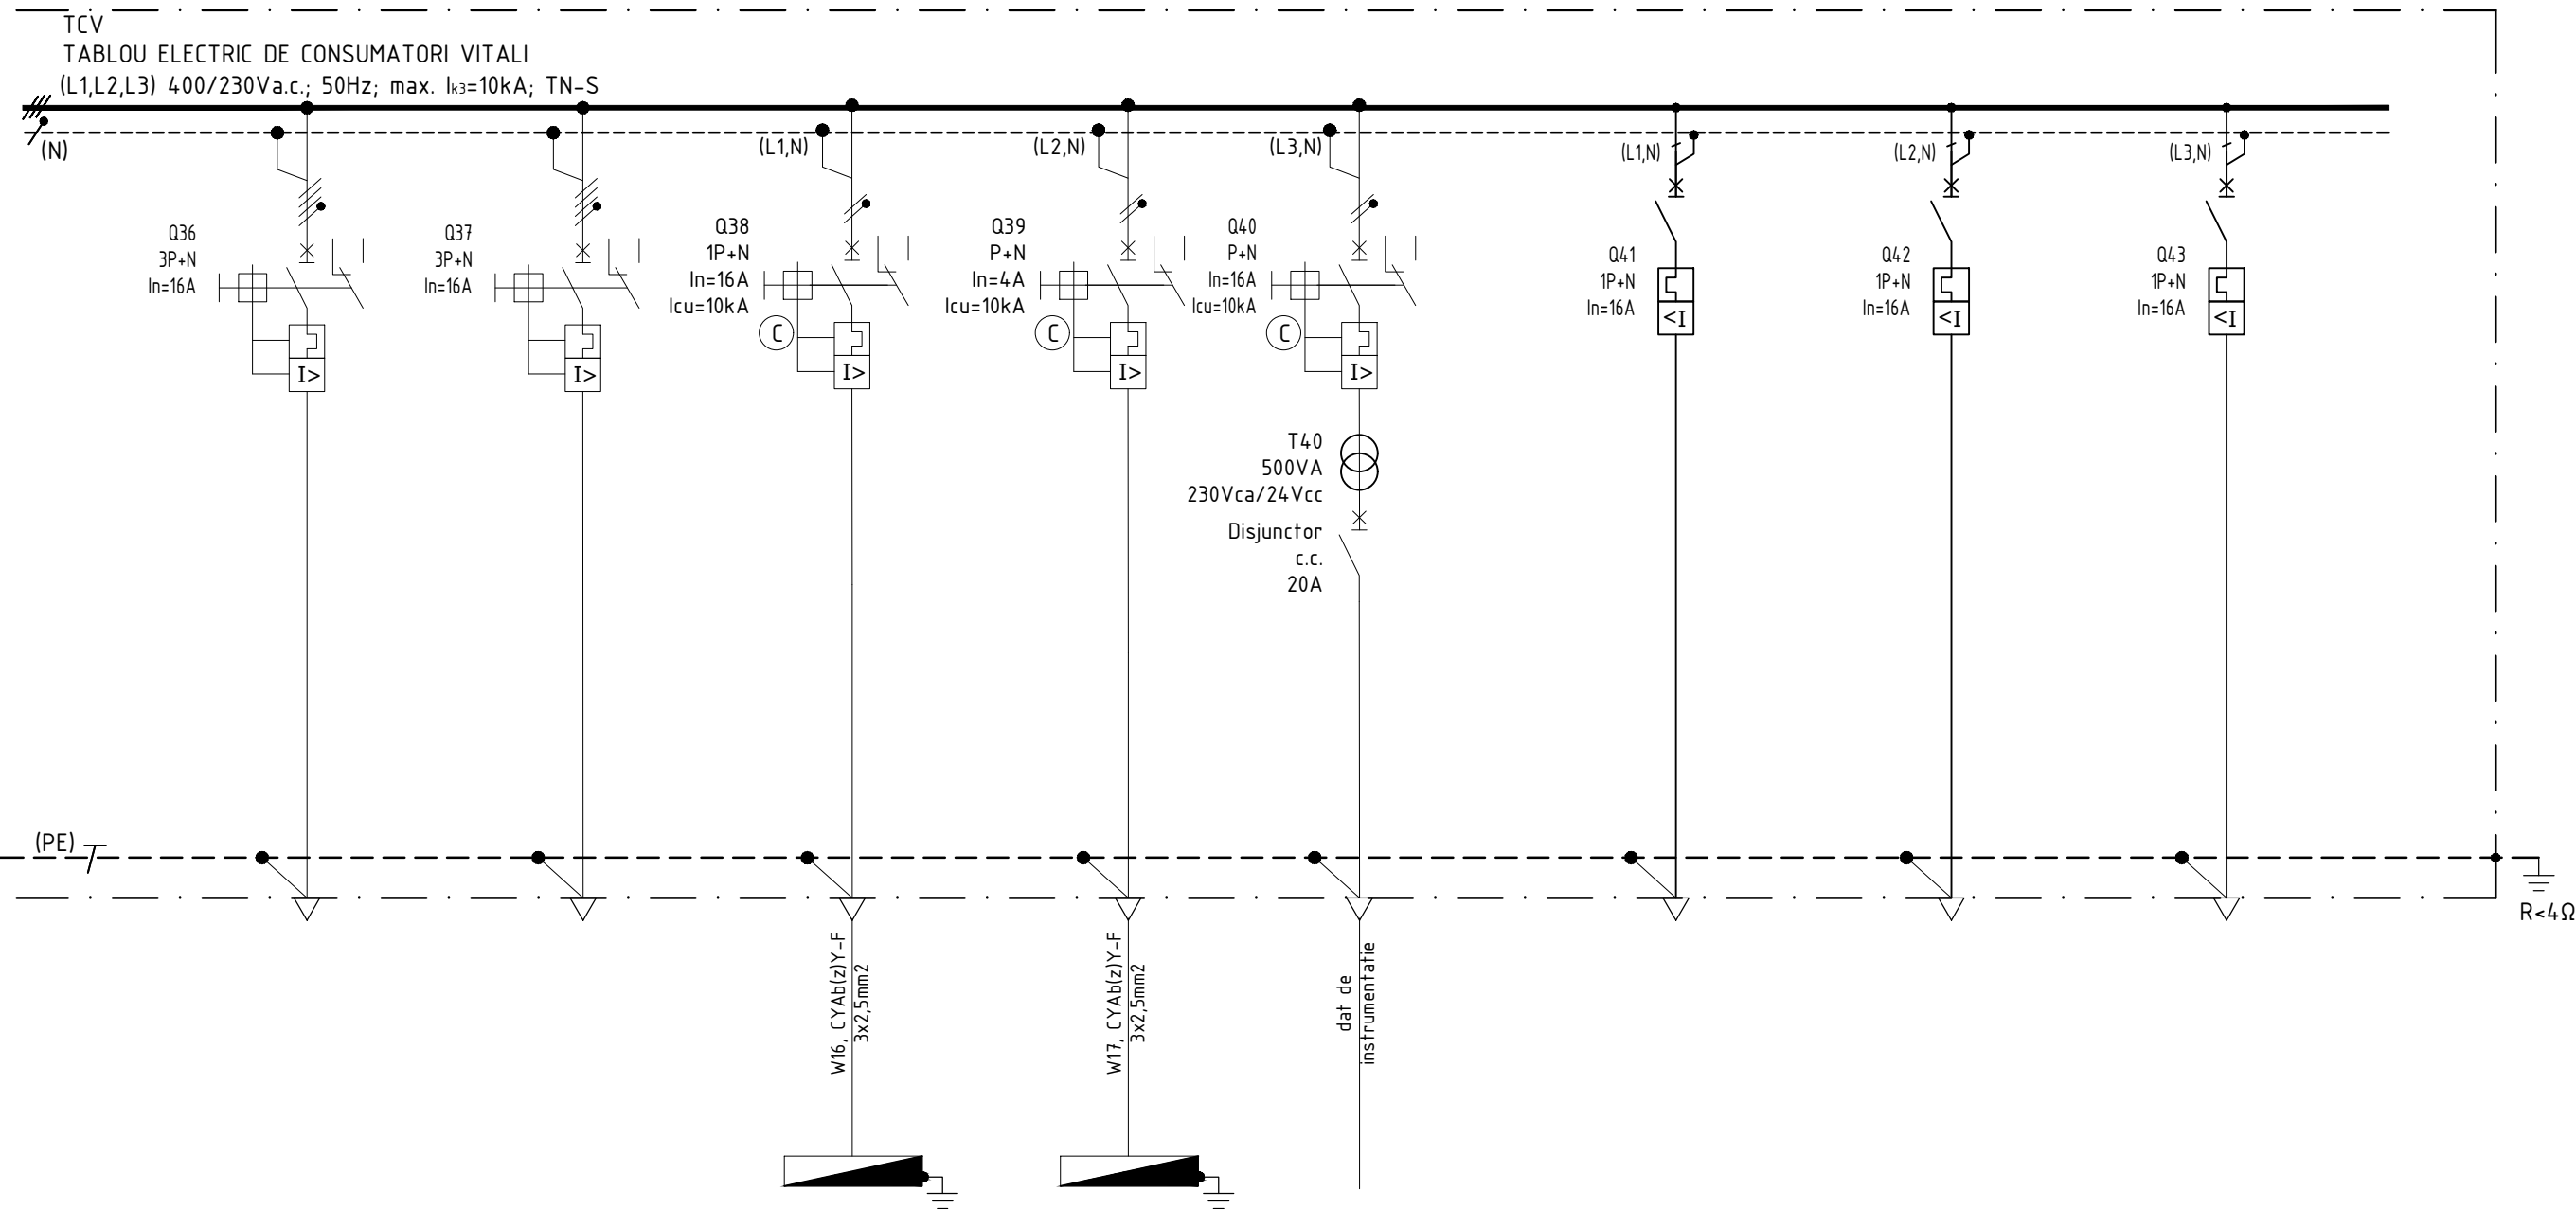 TCV
TABLOU ELECTRIC DE CONSUMATORI VITALI
(L1,L2,L3) 400/230Va.c.; 50Hz; max. Ik3=10kA; TN-S
(N)
(L1,N)
(L2,N)
(L3,N)
(L1,N)
(L2,N)
(L3,N)
Q36
3P+N
In=16A
I>
Q37
3P+N
In=16A
I>
Q38
1P+N
In=16A
Icu=10kA
C
I>
Q39
P+N
In=4A
Icu=10kA
C
I>
Q40
P+N
In=16A
Icu=10kA
C
I>
T40
500VA
230Vca/24Vcc
Disjunctor
c.c.
20A
Q41
1P+N
In=16A
<I
Q42
1P+N
In=16A
<I
Q43
1P+N
In=16A
<I
(PE)
R<4Ω
W16, CYAb(z)Y-F
3x2,5mm2
W17, CYAb(z)Y-F
3x2,5mm2
dat de
instrumentatie